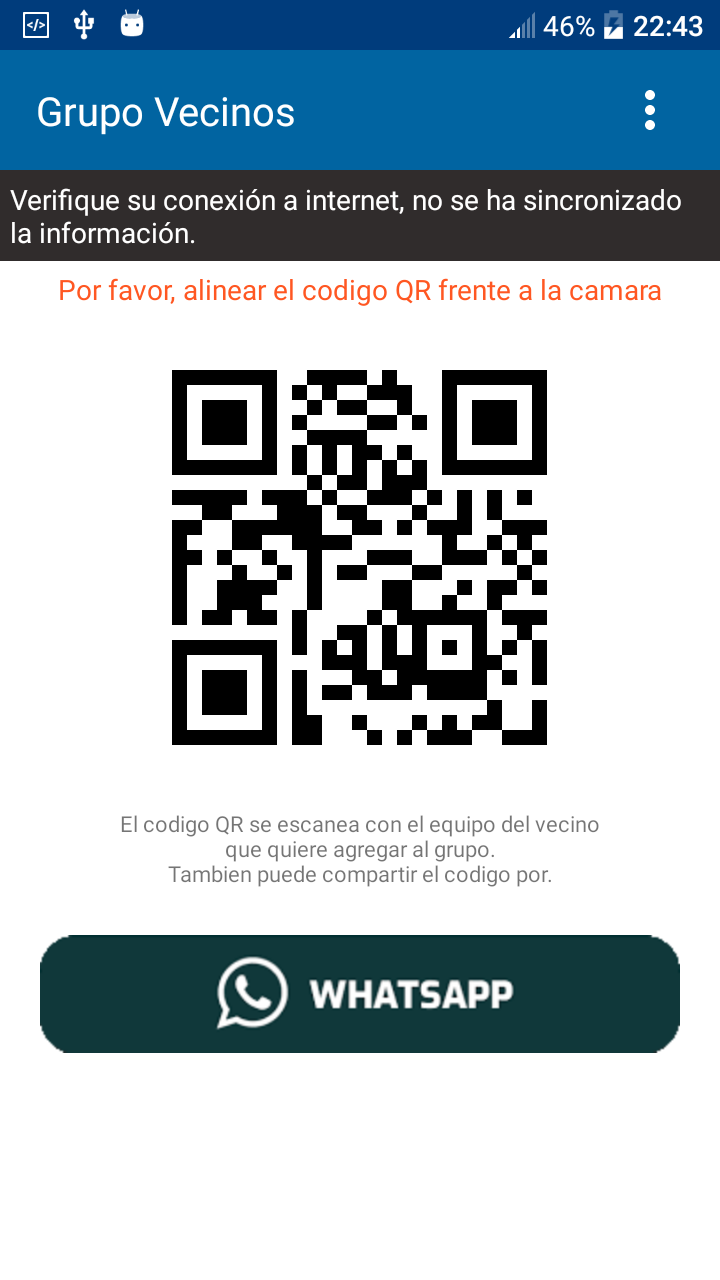 46% 22:43
Grupo Vecinos
Verifique su conexión a internet, no se ha sincronizado
la información.
Por favor, alinear el codigo QR frente a la camara
El codigo QR se escanea con el equipo del vecino
que quiere agregar al grupo.
Tambien puede compartir el codigo por.
WHATSAPP